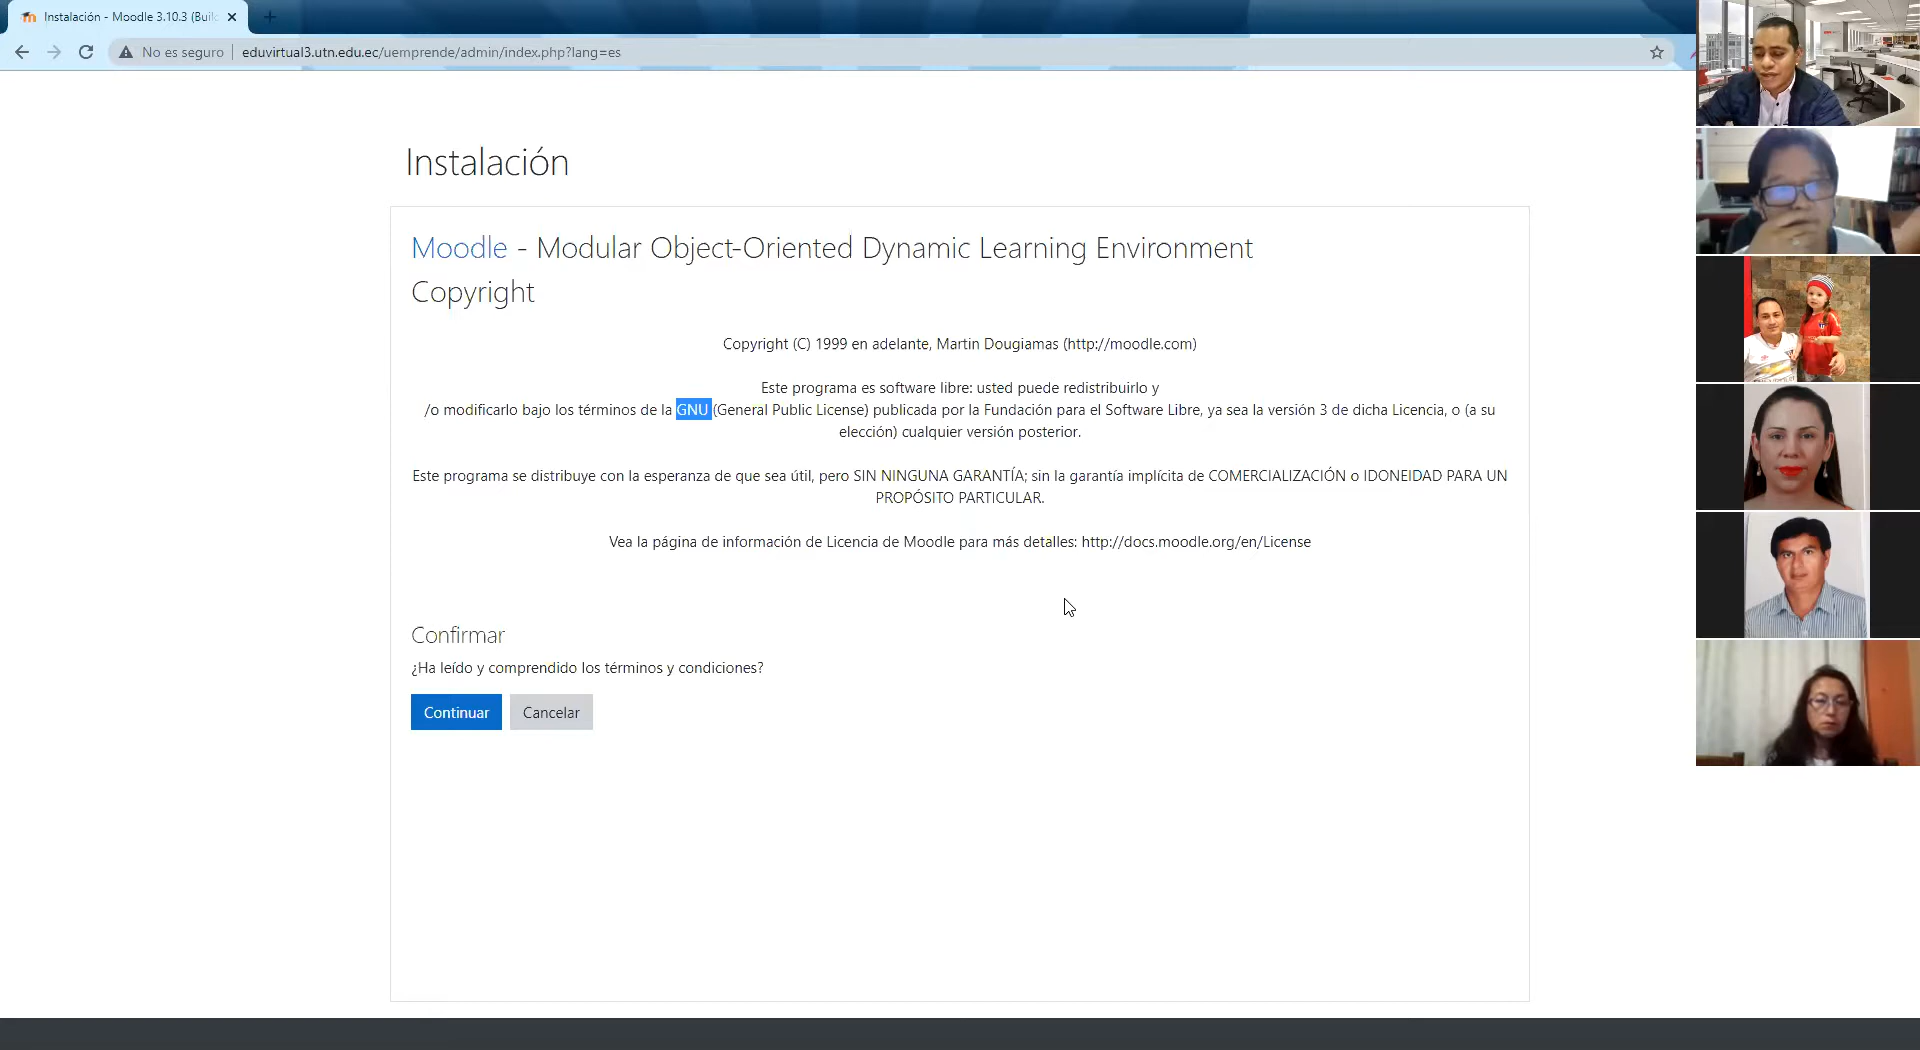 Instalación - Moodle 3.10.3 (Buil
No es seguro
eduvirtual3.utn.edu.ec/uemprende/admin/index.php?lang=es
Instalación
Moodle - Modular Object-Oriented Dynamic Learning Environment
Copyright
Copyright (C) 1999 en adelante, Martin Dougiamas (http://moodle.com)
Este programa es software libre: usted puede redistribuirlo y
/o modificarlo bajo los términos de la GNU (General Public License) publicada por la Fundación para el Software Libre, ya sea la versión 3 de dicha Licencia, o (a su
elección) cualquier versión posterior.
Este programa se distribuye con la esperanza de que sea útil, pero SIN NINGUNA GARANTÍA; sin la garantía implícita de COMERCIALIZACIÓN o IDONEIDAD PARA UN
PROPÓSITO PARTICULAR.
Vea la página de información de Licencia de Moodle para más detalles: http://docs.moodle.org/en/License
Confirmar
¿Ha leído y comprendido los términos y condiciones?
Continuar
Cancelar